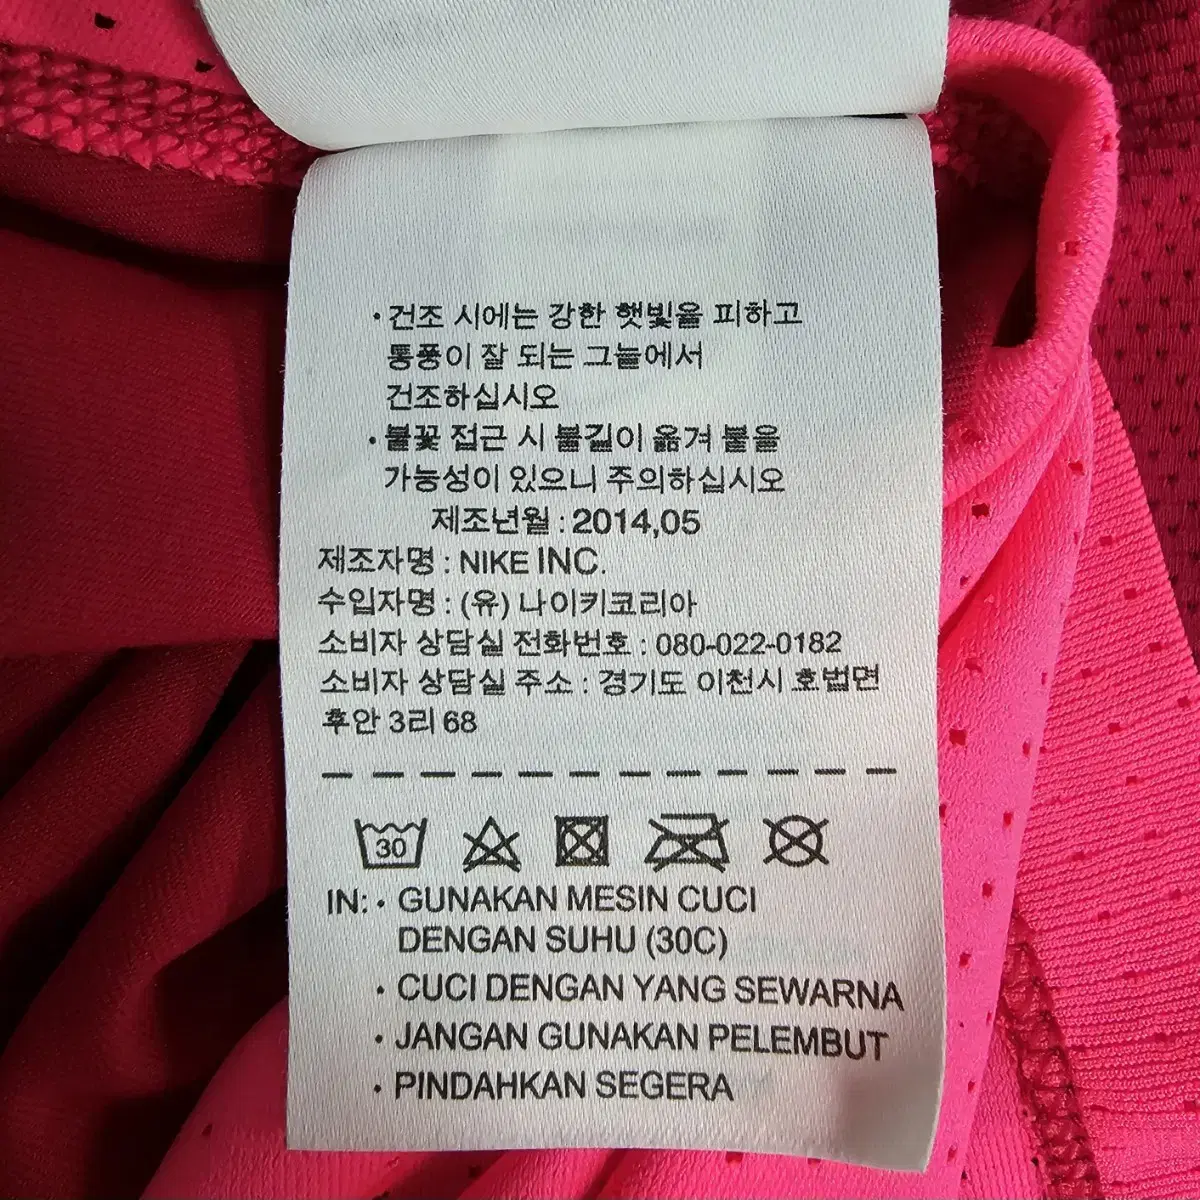 · 건조 시에는 강한 햇빛을 피하고
통풍이 잘 되는 그늘에서
건조하십시오
· 불꽃 접근 시 불길이 옮겨 붙을
가능성이 있으니 주의하십시오
제조년월 : 2014,05
제조자명 : NIKE INC.
수입자명 : (유) 나이키코리아
소비자 상담실 전화번호 : 080-022-0182
소비자 상담실 주소 : 경기도 이천시 호법면
후안 3리 68
30
IN: · GUNAKAN MESIN CUCI
DENGAN SUHU (30C)
· CUCI DENGAN YANG SEWARNA
· JANGAN GUNAKAN PELEMBUT
· PINDAHKAN SEGERA